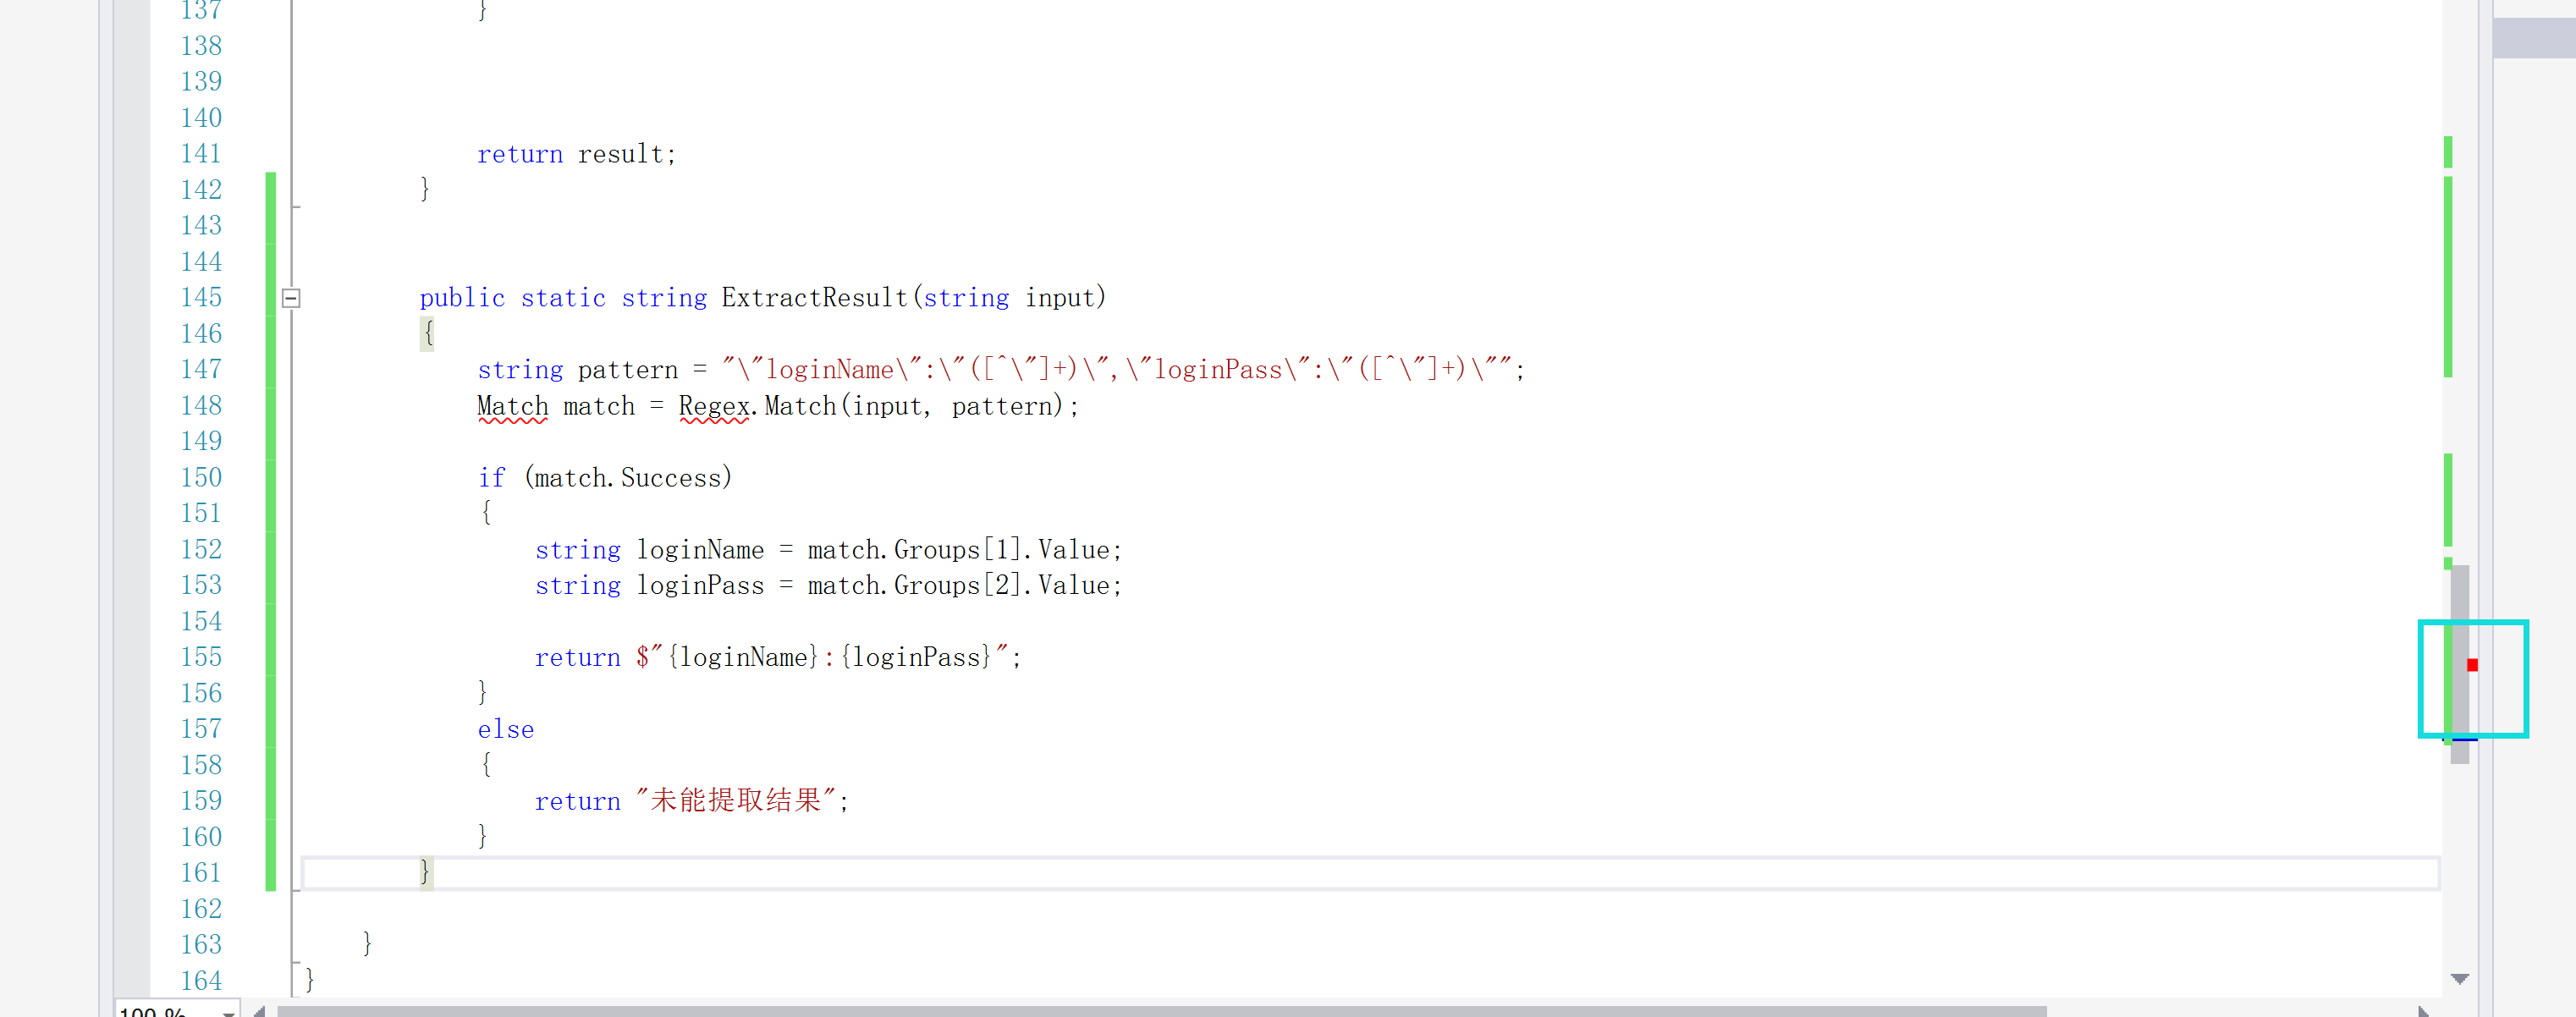 137 }
138
139
140
141 return result;
142 }
143
144
145 public static string ExtractResult(string input)
146 {
147 string pattern = "\"loginName\":\"([^\"]+)\",\"loginPass\":\"([^\"]+)\"";
148 Match match = Regex.Match(input, pattern);
149
150 if (match.Success)
151 {
152 string loginName = match.Groups[1].Value;
153 string loginPass = match.Groups[2].Value;
154
155 return $"{loginName}:{loginPass}";
156 }
157 else
158 {
159 return "未能提取结果";
160 }
161 }
162
163 }
164 }
100 %